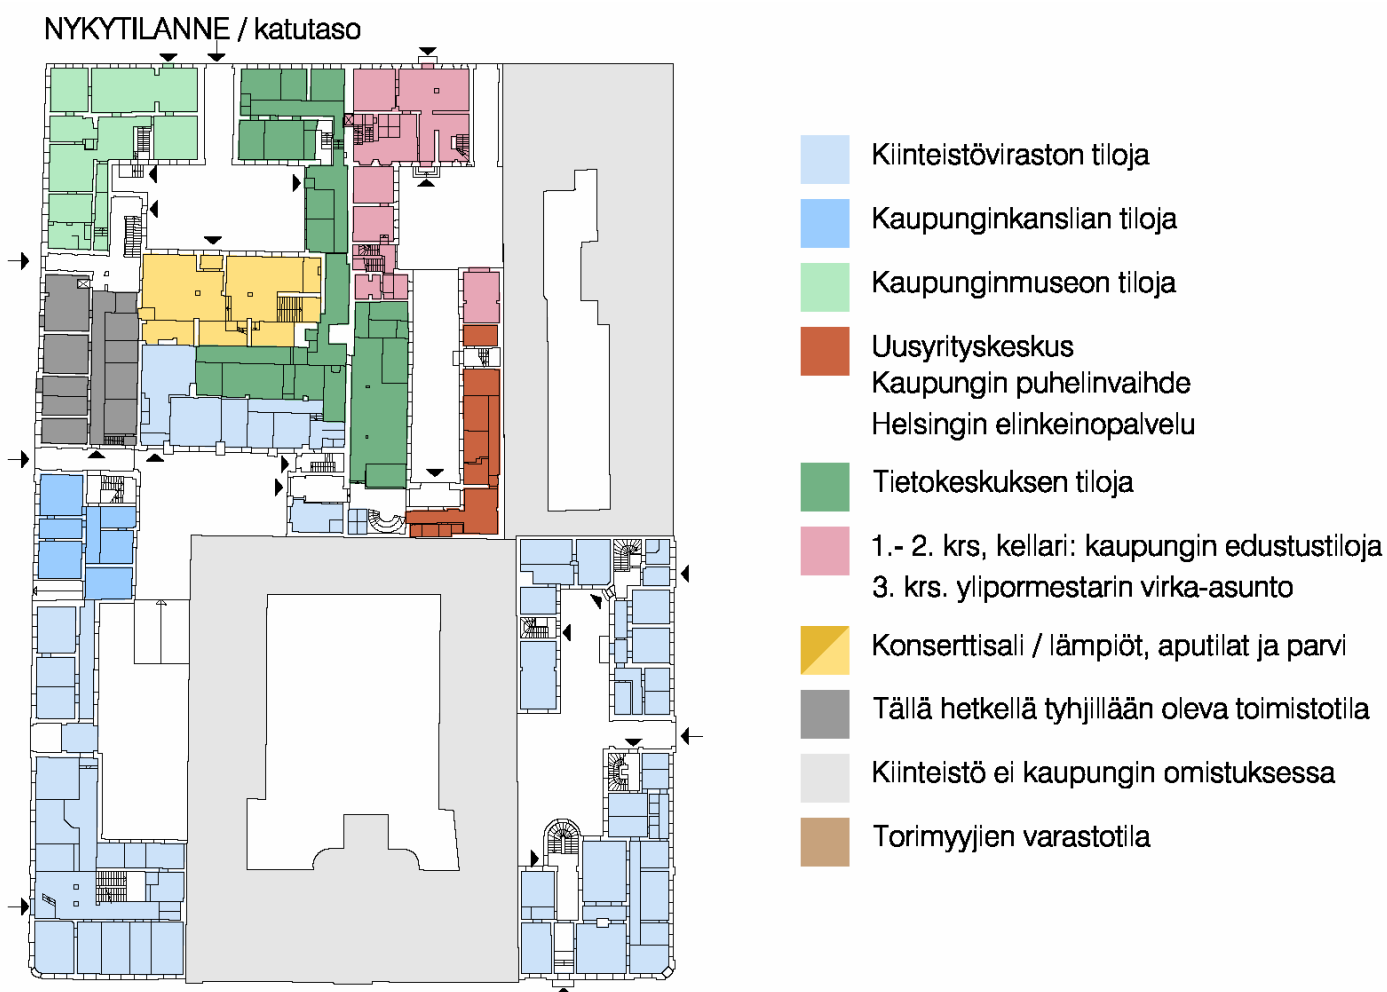 NYKYTILANNE / katutaso
Kiinteistöviraston tiloja
Kaupunginkanslian tiloja
Kaupunginmuseon tiloja
Uusyrityskeskus
Kaupungin puhelinvaihde
Helsingin elinkeinopalvelu
Tietokeskuksen tiloja
1.- 2. krs, kellari: kaupungin edustustiloja
3. krs. ylipormestarin virka-asunto
Konserttisali / lämpiöt, aputilat ja parvi
Tällä hetkellä tyhjillään oleva toimistotila
Kiinteistö ei kaupungin omistuksessa
Torimyyjien varastotila